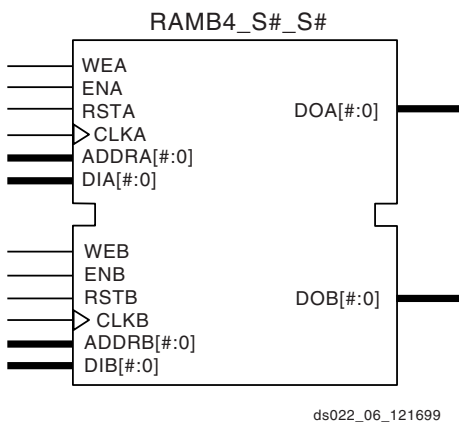 RAMB4_S#_S#
WEA
ENA
RSTA
CLKA
ADDRA[#:0]
DIA[#:0]
DOA[#:0]
WEB
ENB
RSTB
CLKB
ADDRB[#:0]
DIB[#:0]
DOB[#:0]
ds022_06_121699